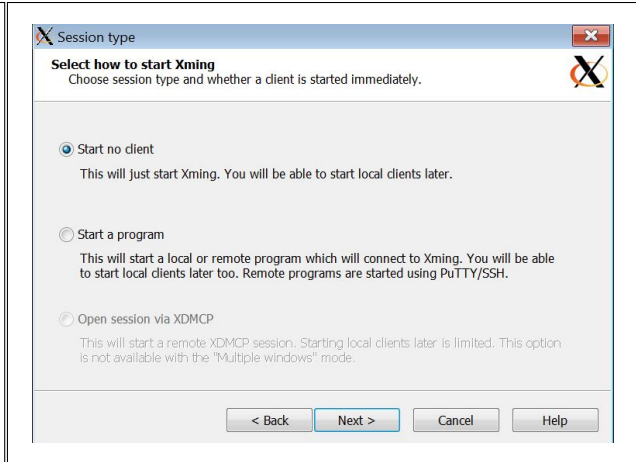 Session type
Select how to start Xming
Choose session type and whether a client is started immediately.
Start no client
This will just start Xming. You will be able to start local clients later.
Start a program
This will start a local or remote program which will connect to Xming. You will be able
to start local clients later too. Remote programs are started using PuTTY/SSH.
Open session via XDMCP
This will start a remote XDMCP session. Starting local clients later is limited. This option
is not available with the "Multiple windows" mode.
< Back Next > Cancel Help